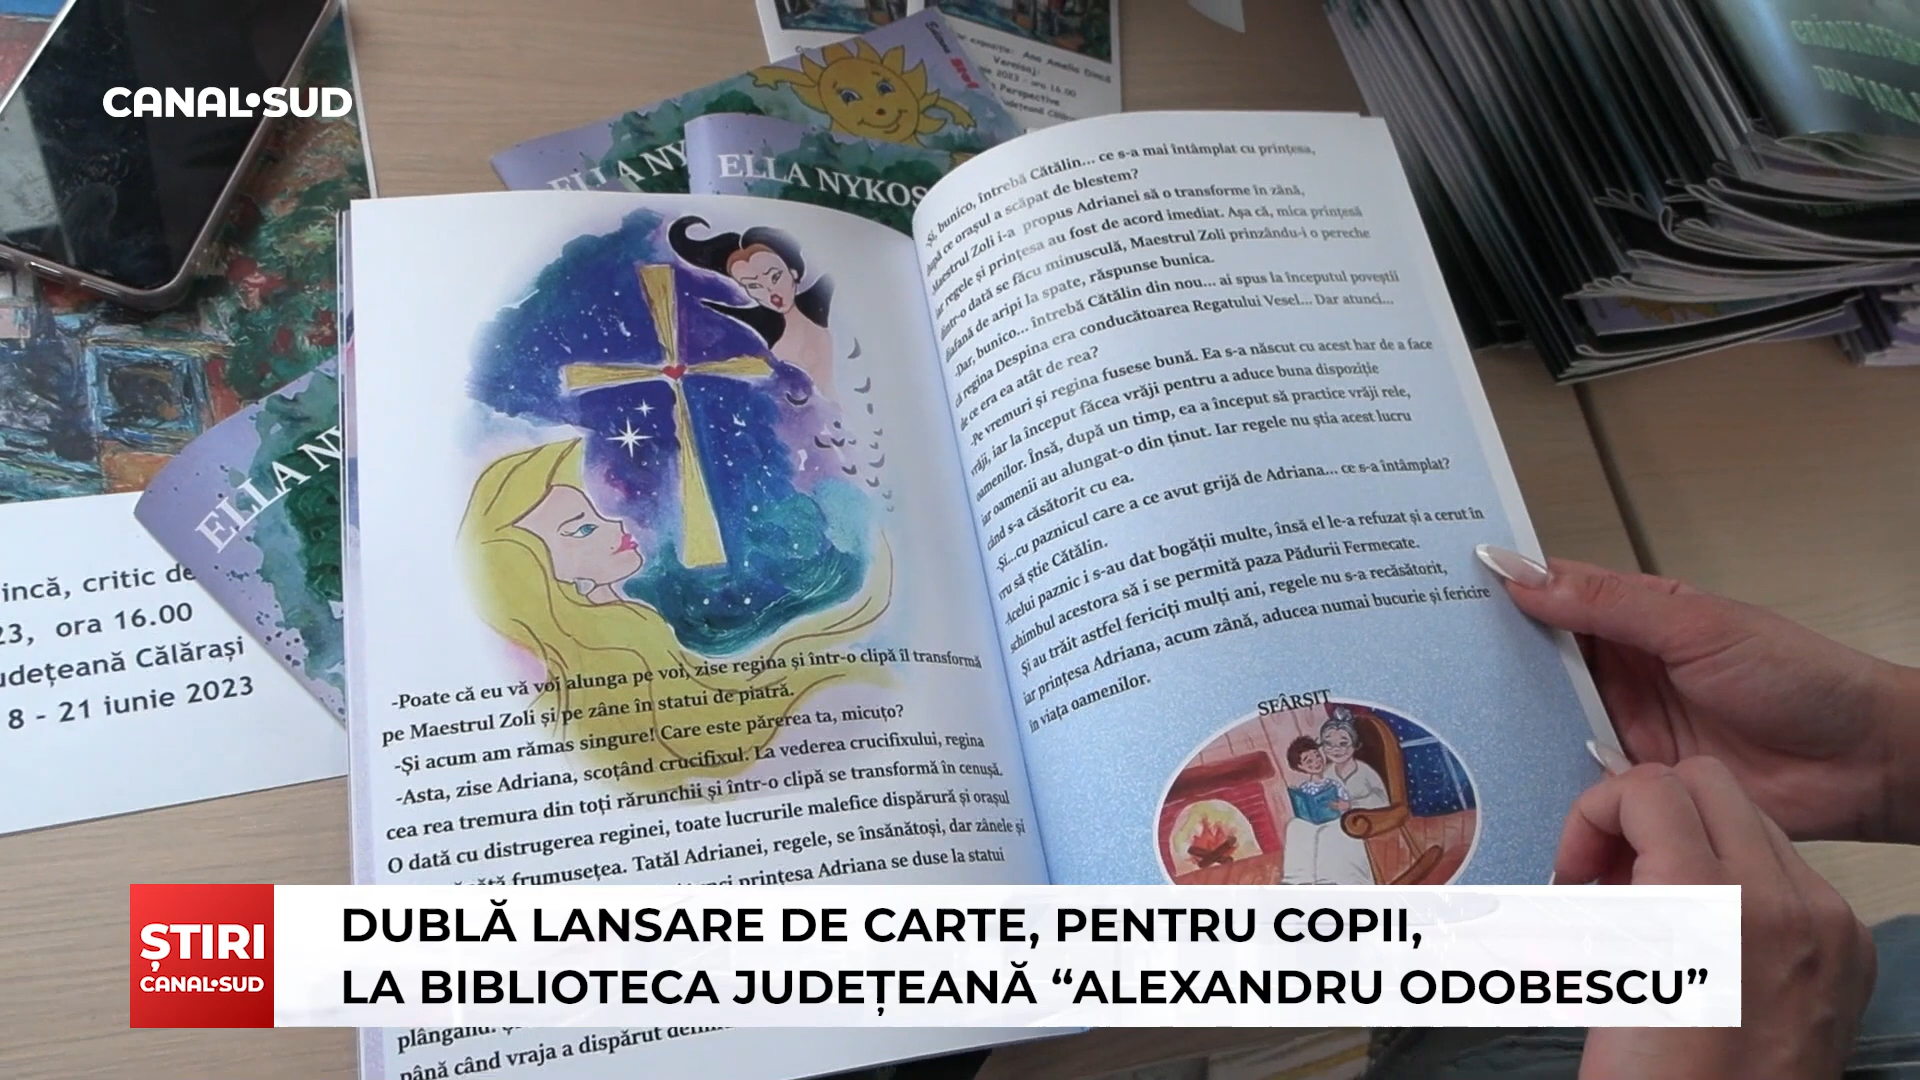 CANAL•SUD
Ana Amelia Dincă
Vernisaj:
2023 - ora 16.00
Perspective
ELLA NY
ELLA NYKOS
ELLA NY
incă, critic de
23, ora 16.00
udețeană Călărași
8 - 21 iunie 2023
-Poate că eu vă voi alunga pe voi, zise regina și într-o clipă îl transformă
pe Maestrul Zoli și pe zâne în statui de piatră.
-Și acum am rămas singure! Care este părerea ta, micuțo?
-Asta, zise Adriana, scoțând crucifixul. La vederea crucifixului, regina
cea rea tremura din toți rărunchii și într-o clipă se transformă în cenușă.
O dată cu distrugerea reginei, toate lucrurile malefice dispărură și orașul
frumusețea. Tatăl Adrianei, regele, se însănătoși, dar zânele și
prințesa Adriana se duse la statui
plângând.
până când vraja a dispărut
-Și, bunico, întrebă Cătălin... ce s-a mai întâmplat cu prințesa,
după ce orașul a scăpat de blestem?
-Maestrul Zoli i-a propus Adrianei să o transforme în zână,
iar regele și prințesa au fost de acord imediat. Așa că, mica prințesă
dintr-o dată se făcu minusculă, Maestrul Zoli prinzându-i o pereche
diafană de aripi la spate, răspunse bunica.
-Dar, bunico... întrebă Cătălin din nou... ai spus la începutul poveștii
că regina Despina era conducătoarea Regatului Vesel... Dar atunci...
de ce era ea atât de rea?
-Pe vremuri și regina fusese bună. Ea s-a născut cu acest har de a face
vrăji, iar la început făcea vrăji pentru a aduce buna dispoziție
oamenilor. Însă, după un timp, ea a început să practice vrăji rele,
iar oamenii au alungat-o din ținut. Iar regele nu știa acest lucru
când s-a căsătorit cu ea.
-Și...cu paznicul care a ce avut grijă de Adriana... ce s-a întâmplat?
vru să știe Cătălin.
-Acelui paznic i s-au dat bogății multe, însă el le-a refuzat și a cerut în
schimbul acestora să i se permită paza Pădurii Fermecate.
Și au trăit astfel fericiți mulți ani, regele nu s-a recăsătorit,
iar prințesa Adriana, acum zână, aducea numai bucurie și fericire
în viața oamenilor.
SFÂRȘIT
ȘTIRI
CANAL•SUD
DUBLĂ LANSARE DE CARTE, PENTRU COPII,
LA BIBLIOTECA JUDEȚEANĂ “ALEXANDRU ODOBESCU”